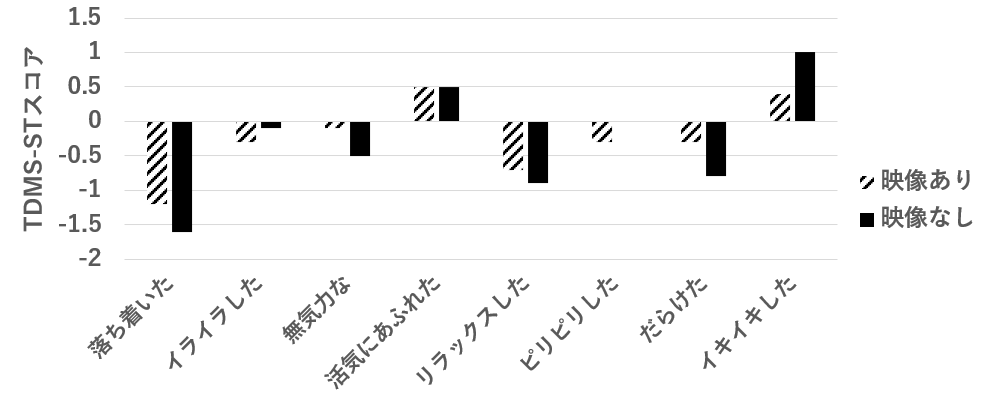 TDMS-STスコア
1.5
1
0.5
0
-0.5
-1
-1.5
-2
落ち着いた
イライラした
無気力な
活気にあふれた
リラックスした
ピリピリした
だらけた
イキイキした
映像あり
映像なし